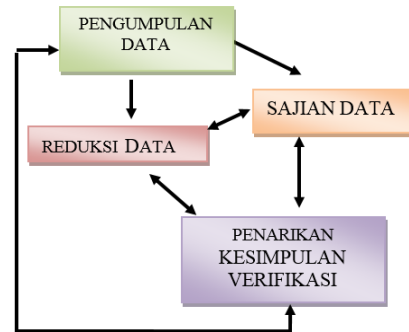 PENGUMPULAN
DATA
SAJIAN DATA
REDUKSI DATA
PENARIKAN
KESIMPULAN
VERIFIKASI